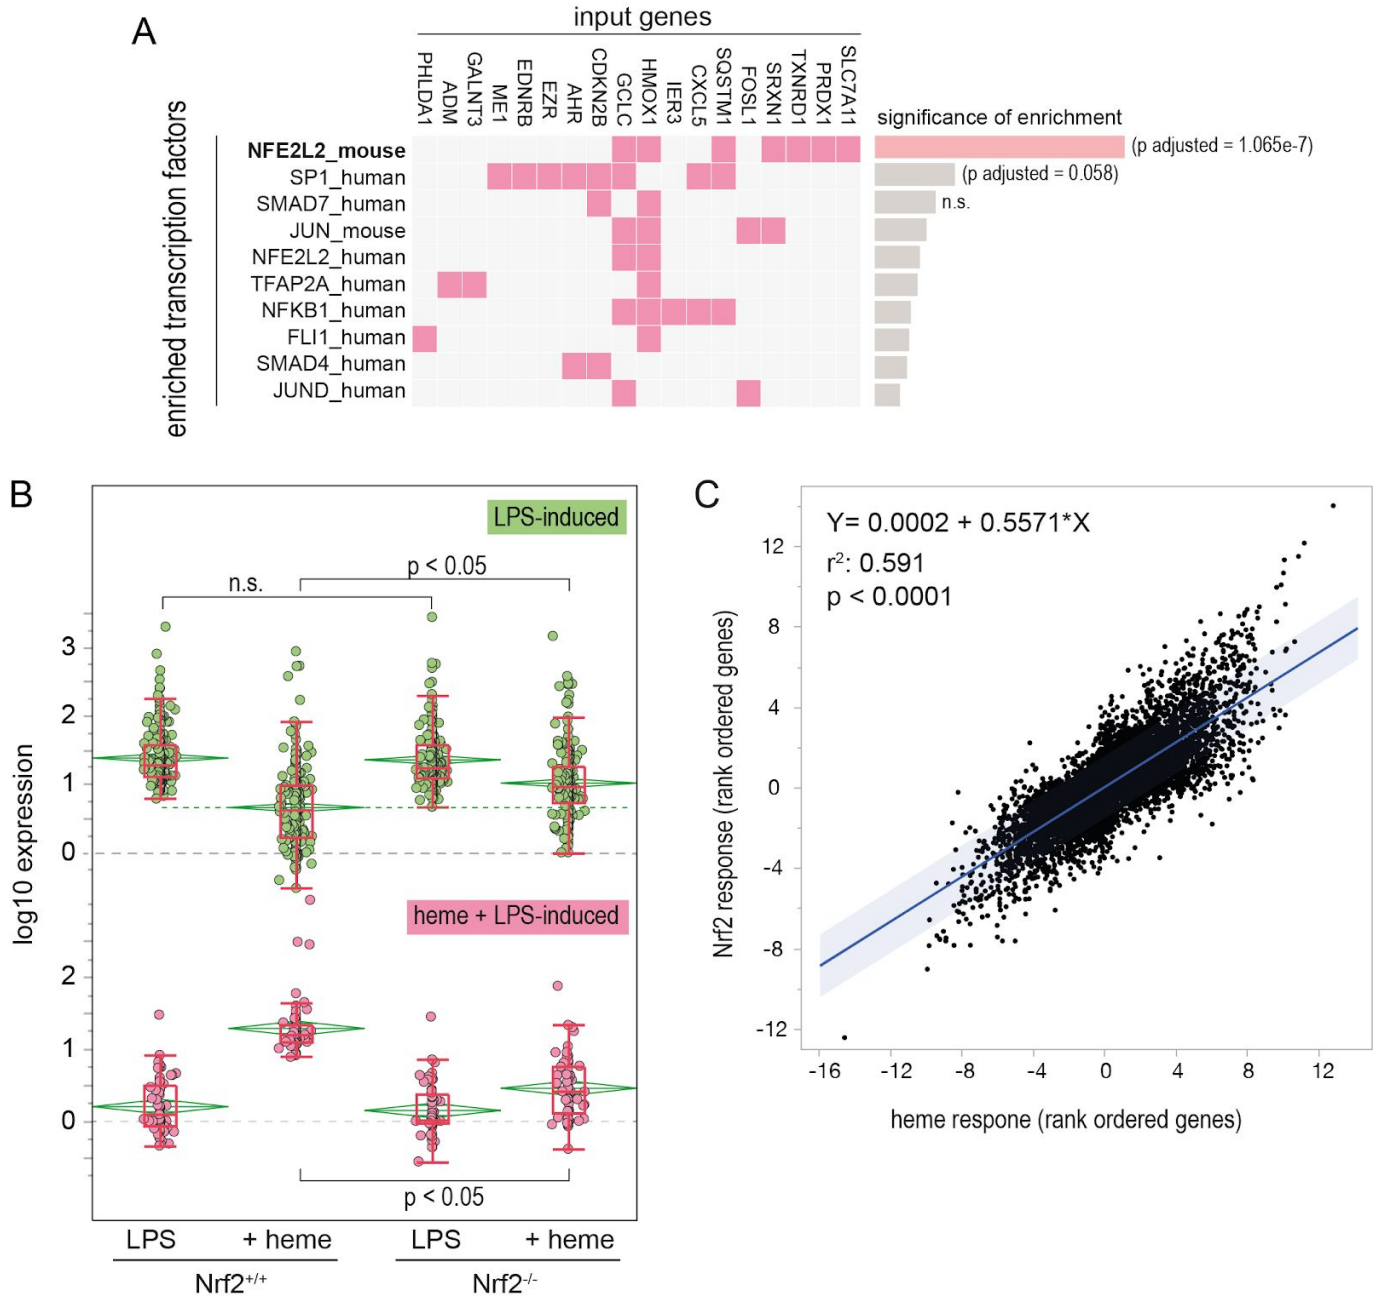 A
input genes
PHLDA1
ADM
GALNT3
ME1
EDNRB
EZR
AHR
CDKN2B
GCLC
HMOX1
IER3
CXCL5
SQSTM1
FOSL1
SRXN1
TXNRD1
PRDX1
SLC7A11
significance of enrichment
enriched transcription factors
NFE2L2_mouse
(p adjusted = 1.065e-7)
SP1_human
(p adjusted = 0.058)
SMAD7_human
n.s.
JUN_mouse
NFE2L2_human
TFAP2A_human
NFKB1_human
FLI1_human
SMAD4_human
JUND_human
B
LPS-induced
n.s.
p < 0.05
log10 expression
3
2
1
0
heme + LPS-induced
2
1
0
p < 0.05
LPS
+ heme
LPS
+ heme
Nrf2+/+
Nrf2-/-
C
Y= 0.0002 + 0.5571*X
r²: 0.591
p < 0.0001
Nrf2 response (rank ordered genes)
12
8
4
0
-4
-8
-12
-16
-12
-8
-4
0
4
8
12
heme respone (rank ordered genes)